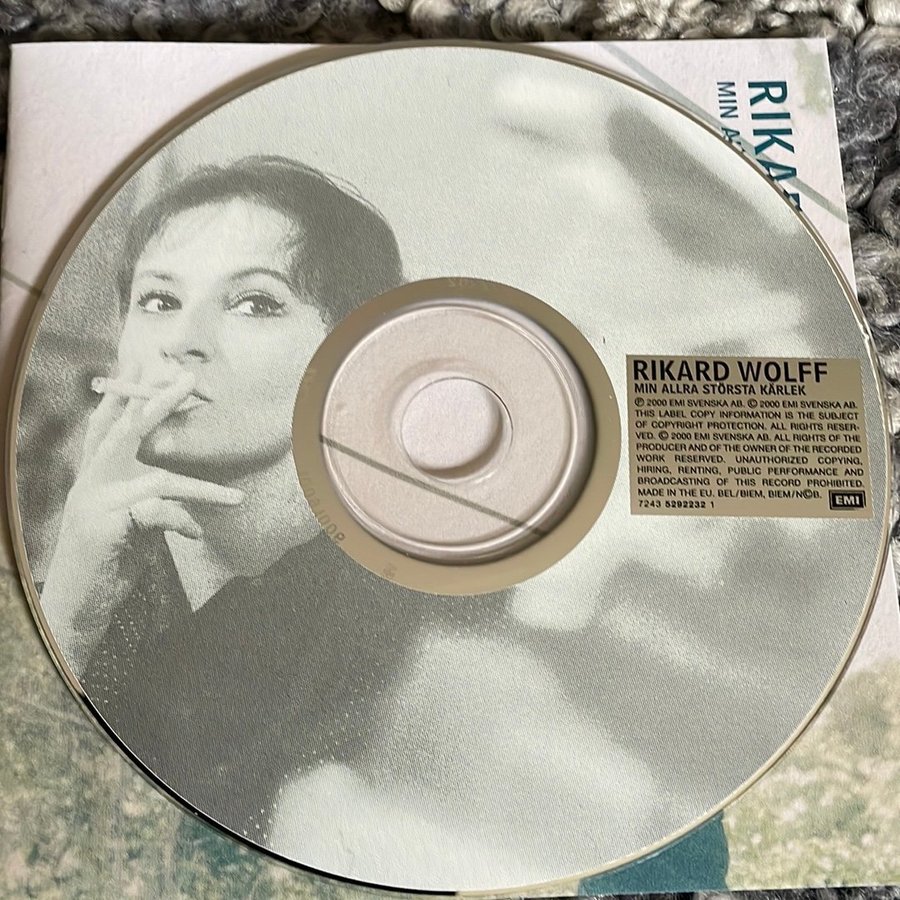 RIKA
MIN A
RIKARD WOLFF
MIN ALLRA STÖRSTA KÄRLEK
℗ 2000 EMI SVENSKA AB. © 2000 EMI SVENSKA AB.
THIS LABEL COPY INFORMATION IS THE SUBJECT
OF COPYRIGHT PROTECTION. ALL RIGHTS RESER-
VED. © 2000 EMI SVENSKA AB. ALL RIGHTS OF THE
PRODUCER AND OF THE OWNER OF THE RECORDED
WORK RESERVED. UNAUTHORIZED COPYING,
HIRING, RENTING, PUBLIC PERFORMANCE AND
BROADCASTING OF THIS RECORD PROHIBITED.
MADE IN THE EU. BEL/BIEM, BIEM/N©B.
7243 5292232 1
EMI